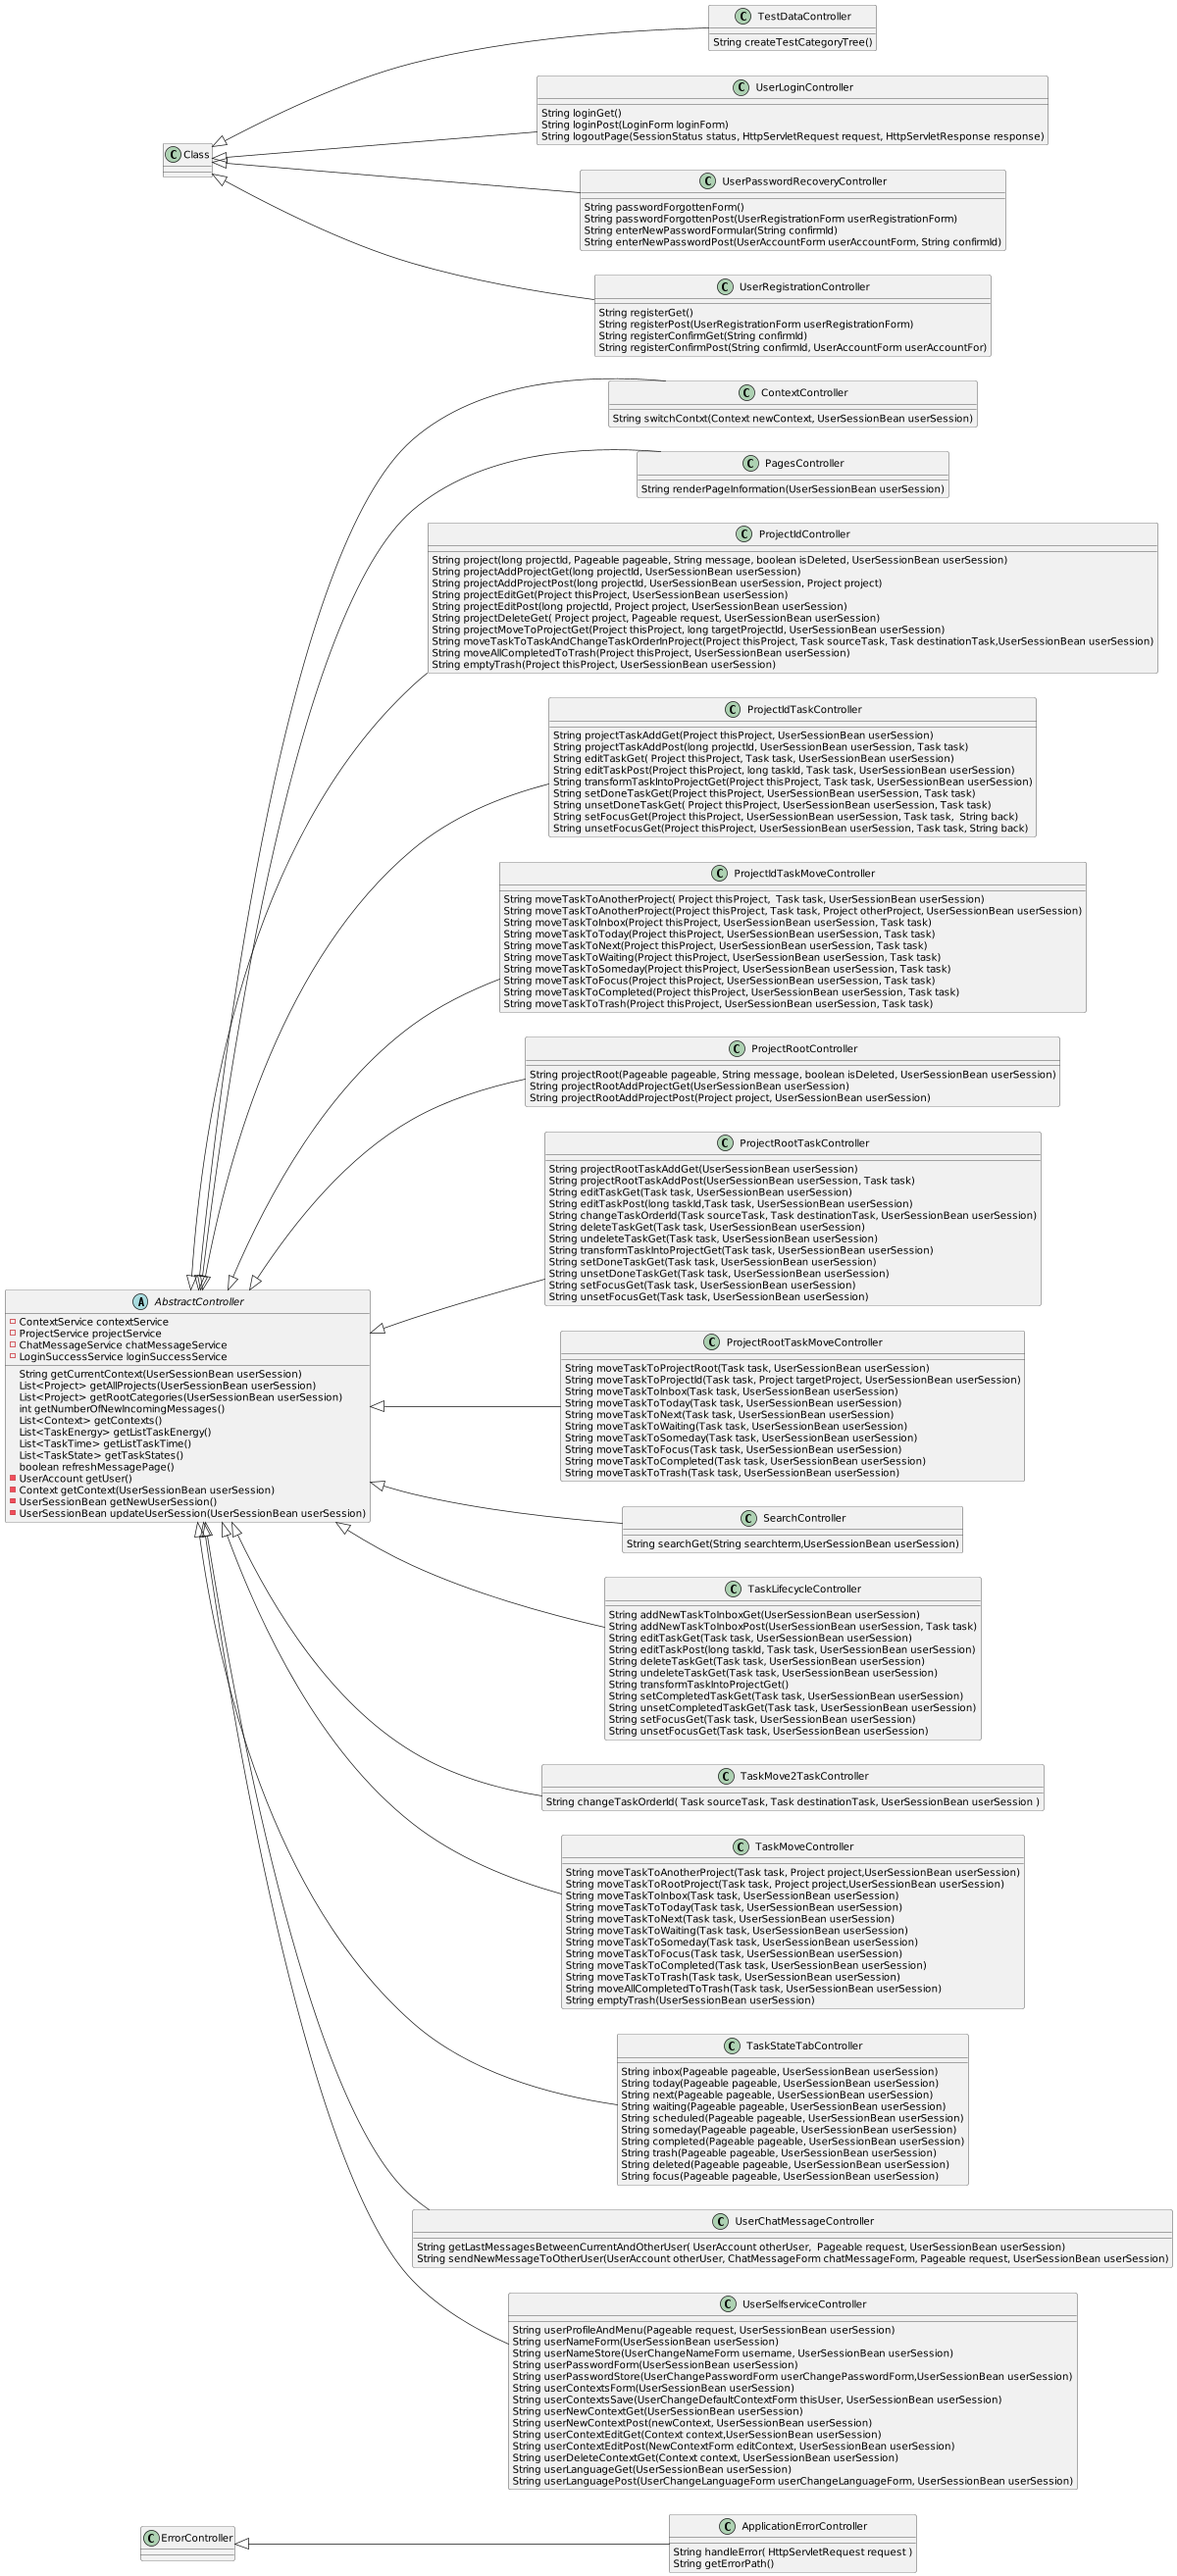 C TestDataController
String createTestCategoryTree()
C UserLoginController
String loginGet()
String loginPost(LoginForm loginForm)
String logoutPage(SessionStatus status, HttpServletRequest request, HttpServletResponse response)
C Class
C UserPasswordRecoveryController
String passwordForgottenForm()
String passwordForgottenPost(UserRegistrationForm userRegistrationForm)
String enterNewPasswordFormular(String confirmId)
String enterNewPasswordPost(UserAccountForm userAccountForm, String confirmId)
C UserRegistrationController
String registerGet()
String registerPost(UserRegistrationForm userRegistrationForm)
String registerConfirmGet(String confirmId)
String registerConfirmPost(String confirmId, UserAccountForm userAccountFor)
C ContextController
String switchContxt(Context newContext, UserSessionBean userSession)
C PagesController
String renderPageInformation(UserSessionBean userSession)
C ProjectIdController
String project(long projectId, Pageable pageable, String message, boolean isDeleted, UserSessionBean userSession)
String projectAddProjectGet(long projectId, UserSessionBean userSession)
String projectAddProjectPost(long projectId, UserSessionBean userSession, Project project)
String projectEditGet(Project thisProject, UserSessionBean userSession)
String projectEditPost(long projectId, Project project, UserSessionBean userSession)
String projectDeleteGet( Project project, Pageable request, UserSessionBean userSession)
String projectMoveToProjectGet(Project thisProject, long targetProjectId, UserSessionBean userSession)
String moveTaskToTaskAndChangeTaskOrderInProject(Project thisProject, Task sourceTask, Task destinationTask,UserSessionBean userSession)
String moveAllCompletedToTrash(Project thisProject, UserSessionBean userSession)
String emptyTrash(Project thisProject, UserSessionBean userSession)
C ProjectIdTaskController
String projectTaskAddGet(Project thisProject, UserSessionBean userSession)
String projectTaskAddPost(long projectId, UserSessionBean userSession, Task task)
String editTaskGet( Project thisProject, Task task, UserSessionBean userSession)
String editTaskPost(Project thisProject, long taskId, Task task, UserSessionBean userSession)
String transformTaskIntoProjectGet(Project thisProject, Task task, UserSessionBean userSession)
String setDoneTaskGet(Project thisProject, UserSessionBean userSession, Task task)
String unsetDoneTaskGet( Project thisProject, UserSessionBean userSession, Task task)
String setFocusGet(Project thisProject, UserSessionBean userSession, Task task,  String back)
String unsetFocusGet(Project thisProject, UserSessionBean userSession, Task task, String back)
C ProjectIdTaskMoveController
String moveTaskToAnotherProject( Project thisProject,  Task task, UserSessionBean userSession)
String moveTaskToAnotherProject(Project thisProject, Task task, Project otherProject, UserSessionBean userSession)
String moveTaskToInbox(Project thisProject, UserSessionBean userSession, Task task)
String moveTaskToToday(Project thisProject, UserSessionBean userSession, Task task)
String moveTaskToNext(Project thisProject, UserSessionBean userSession, Task task)
String moveTaskToWaiting(Project thisProject, UserSessionBean userSession, Task task)
String moveTaskToSomeday(Project thisProject, UserSessionBean userSession, Task task)
String moveTaskToFocus(Project thisProject, UserSessionBean userSession, Task task)
String moveTaskToCompleted(Project thisProject, UserSessionBean userSession, Task task)
String moveTaskToTrash(Project thisProject, UserSessionBean userSession, Task task)
C ProjectRootController
String projectRoot(Pageable pageable, String message, boolean isDeleted, UserSessionBean userSession)
String projectRootAddProjectGet(UserSessionBean userSession)
String projectRootAddProjectPost(Project project, UserSessionBean userSession)
C ProjectRootTaskController
String projectRootTaskAddGet(UserSessionBean userSession)
String projectRootTaskAddPost(UserSessionBean userSession, Task task)
String editTaskGet(Task task, UserSessionBean userSession)
String editTaskPost(long taskId,Task task, UserSessionBean userSession)
String changeTaskOrderId(Task sourceTask, Task destinationTask, UserSessionBean userSession)
String deleteTaskGet(Task task, UserSessionBean userSession)
String undeleteTaskGet(Task task, UserSessionBean userSession)
String transformTaskIntoProjectGet(Task task, UserSessionBean userSession)
String setDoneTaskGet(Task task, UserSessionBean userSession)
String unsetDoneTaskGet(Task task, UserSessionBean userSession)
String setFocusGet(Task task, UserSessionBean userSession)
String unsetFocusGet(Task task, UserSessionBean userSession)
A AbstractController
ContextService contextService
ProjectService projectService
ChatMessageService chatMessageService
LoginSuccessService loginSuccessService
String getCurrentContext(UserSessionBean userSession)
List<Project> getAllProjects(UserSessionBean userSession)
List<Project> getRootCategories(UserSessionBean userSession)
int getNumberOfNewIncomingMessages()
List<Context> getContexts()
List<TaskEnergy> getListTaskEnergy()
List<TaskTime> getListTaskTime()
List<TaskState> getTaskStates()
boolean refreshMessagePage()
UserAccount getUser()
Context getContext(UserSessionBean userSession)
UserSessionBean getNewUserSession()
UserSessionBean updateUserSession(UserSessionBean userSession)
C ProjectRootTaskMoveController
String moveTaskToProjectRoot(Task task, UserSessionBean userSession)
String moveTaskToProjectId(Task task, Project targetProject, UserSessionBean userSession)
String moveTaskToInbox(Task task, UserSessionBean userSession)
String moveTaskToToday(Task task, UserSessionBean userSession)
String moveTaskToNext(Task task, UserSessionBean userSession)
String moveTaskToWaiting(Task task, UserSessionBean userSession)
String moveTaskToSomeday(Task task, UserSessionBean userSession)
String moveTaskToFocus(Task task, UserSessionBean userSession)
String moveTaskToCompleted(Task task, UserSessionBean userSession)
String moveTaskToTrash(Task task, UserSessionBean userSession)
C SearchController
String searchGet(String searchterm,UserSessionBean userSession)
C TaskLifecycleController
String addNewTaskToInboxGet(UserSessionBean userSession)
String addNewTaskToInboxPost(UserSessionBean userSession, Task task)
String editTaskGet(Task task, UserSessionBean userSession)
String editTaskPost(long taskId, Task task, UserSessionBean userSession)
String deleteTaskGet(Task task, UserSessionBean userSession)
String undeleteTaskGet(Task task, UserSessionBean userSession)
String transformTaskIntoProjectGet()
String setCompletedTaskGet(Task task, UserSessionBean userSession)
String unsetCompletedTaskGet(Task task, UserSessionBean userSession)
String setFocusGet(Task task, UserSessionBean userSession)
String unsetFocusGet(Task task, UserSessionBean userSession)
C TaskMove2TaskController
String changeTaskOrderId( Task sourceTask, Task destinationTask, UserSessionBean userSession )
C TaskMoveController
String moveTaskToAnotherProject(Task task, Project project,UserSessionBean userSession)
String moveTaskToRootProject(Task task, Project project,UserSessionBean userSession)
String moveTaskToInbox(Task task, UserSessionBean userSession)
String moveTaskToToday(Task task, UserSessionBean userSession)
String moveTaskToNext(Task task, UserSessionBean userSession)
String moveTaskToWaiting(Task task, UserSessionBean userSession)
String moveTaskToSomeday(Task task, UserSessionBean userSession)
String moveTaskToFocus(Task task, UserSessionBean userSession)
String moveTaskToCompleted(Task task, UserSessionBean userSession)
String moveTaskToTrash(Task task, UserSessionBean userSession)
String moveAllCompletedToTrash(Task task, UserSessionBean userSession)
String emptyTrash(UserSessionBean userSession)
C TaskStateTabController
String inbox(Pageable pageable, UserSessionBean userSession)
String today(Pageable pageable, UserSessionBean userSession)
String next(Pageable pageable, UserSessionBean userSession)
String waiting(Pageable pageable, UserSessionBean userSession)
String scheduled(Pageable pageable, UserSessionBean userSession)
String someday(Pageable pageable, UserSessionBean userSession)
String completed(Pageable pageable, UserSessionBean userSession)
String trash(Pageable pageable, UserSessionBean userSession)
String deleted(Pageable pageable, UserSessionBean userSession)
String focus(Pageable pageable, UserSessionBean userSession)
C UserChatMessageController
String getLastMessagesBetweenCurrentAndOtherUser( UserAccount otherUser,  Pageable request, UserSessionBean userSession)
String sendNewMessageToOtherUser(UserAccount otherUser, ChatMessageForm chatMessageForm, Pageable request, UserSessionBean userSession)
C UserSelfserviceController
String userProfileAndMenu(Pageable request, UserSessionBean userSession)
String userNameForm(UserSessionBean userSession)
String userNameStore(UserChangeNameForm username, UserSessionBean userSession)
String userPasswordForm(UserSessionBean userSession)
String userPasswordStore(UserChangePasswordForm userChangePasswordForm,UserSessionBean userSession)
String userContextsForm(UserSessionBean userSession)
String userContextsSave(UserChangeDefaultContextForm thisUser, UserSessionBean userSession)
String userNewContextGet(UserSessionBean userSession)
String userNewContextPost(newContext, UserSessionBean userSession)
String userContextEditGet(Context context,UserSessionBean userSession)
String userContextEditPost(NewContextForm editContext, UserSessionBean userSession)
String userDeleteContextGet(Context context, UserSessionBean userSession)
String userLanguageGet(UserSessionBean userSession)
String userLanguagePost(UserChangeLanguageForm userChangeLanguageForm, UserSessionBean userSession)
C ErrorController
C ApplicationErrorController
String handleError( HttpServletRequest request )
String getErrorPath()